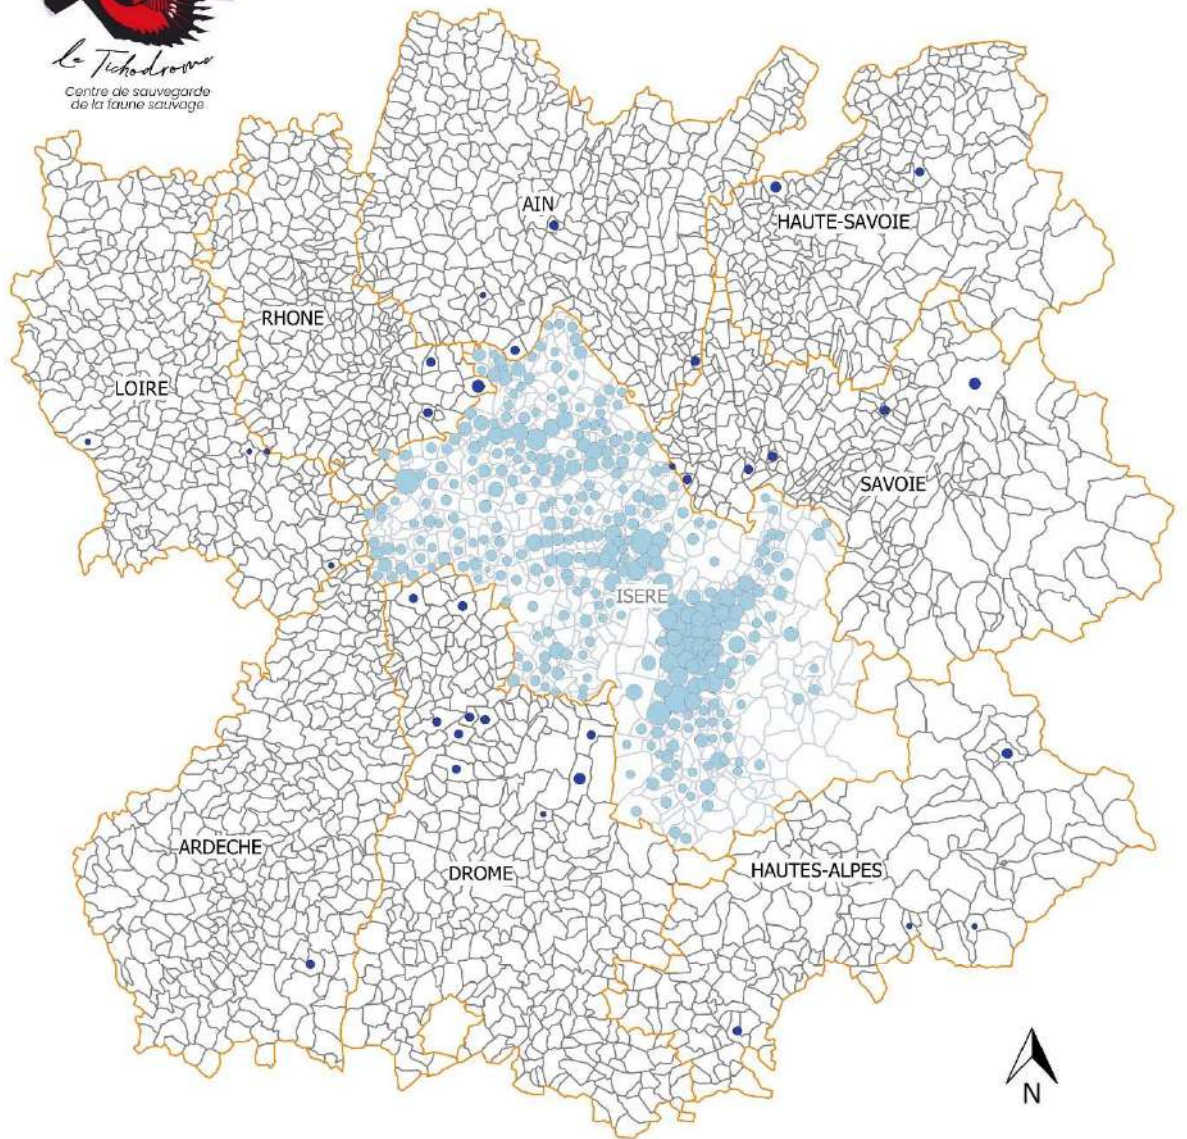 le Tichodrome
Centre de sauvegarde
de la faune sauvage
AIN
HAUTE-SAVOIE
RHONE
LOIRE
SAVOIE
ISERE
ARDECHE
DROME
HAUTES-ALPES
N